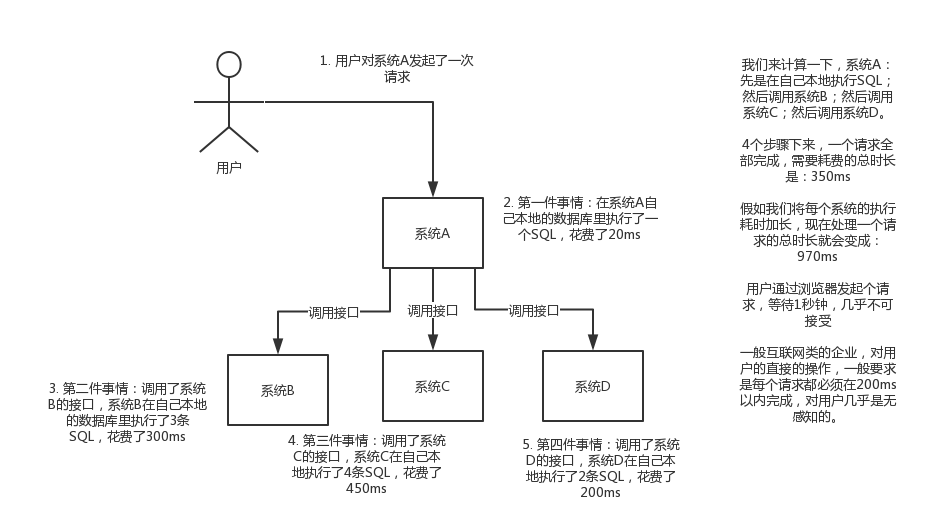 1. 用户对系统A发起了一次
请求
用户
2. 第一件事情：在系统A自
己本地的数据库里执行了一
个SQL，花费了20ms
系统A
调用接口
调用接口
调用接口
系统B
系统C
系统D
3. 第二件事情：调用了系统
B的接口，系统B在自己本地
的数据库里执行了3条
SQL，花费了300ms
4. 第三件事情：调用了系统
C的接口，系统C在自己本
地执行了4条SQL，花费了
450ms
5. 第四件事情：调用了系统
D的接口，系统D在自己本
地执行了2条SQL，花费了
200ms
我们来计算一下，系统A：
先是在自己本地执行SQL；
然后调用系统B；然后调用
系统C；然后调用系统D。
4个步骤下来，一个请求全
部完成，需要耗费的总时长
是：350ms
假如我们将每个系统的执行
耗时加长，现在处理一个请
求的总时长就会变成：
970ms
用户通过浏览器发起个请
求，等待1秒钟，几乎不可
接受
一般互联网类的企业，对用
户的直接的操作，一般要求
是每个请求都必须在200ms
以内完成，对用户几乎是无
感知的。